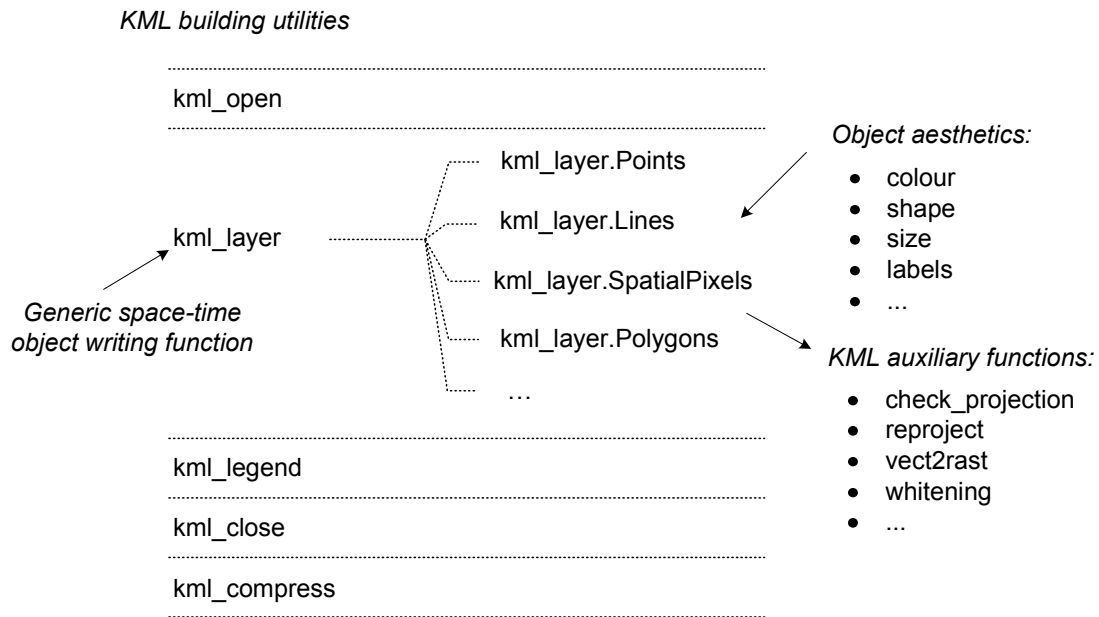 KML building utilities
kml_open
kml_layer
Generic space-time
object writing function
kml_layer.Points
kml_layer.Lines
kml_layer.SpatialPixels
kml_layer.Polygons
...
Object aesthetics:
● colour
● shape
● size
● labels
● ...
KML auxiliary functions:
● check_projection
● reproject
● vect2rast
● whitening
● ...
kml_legend
kml_close
kml_compress